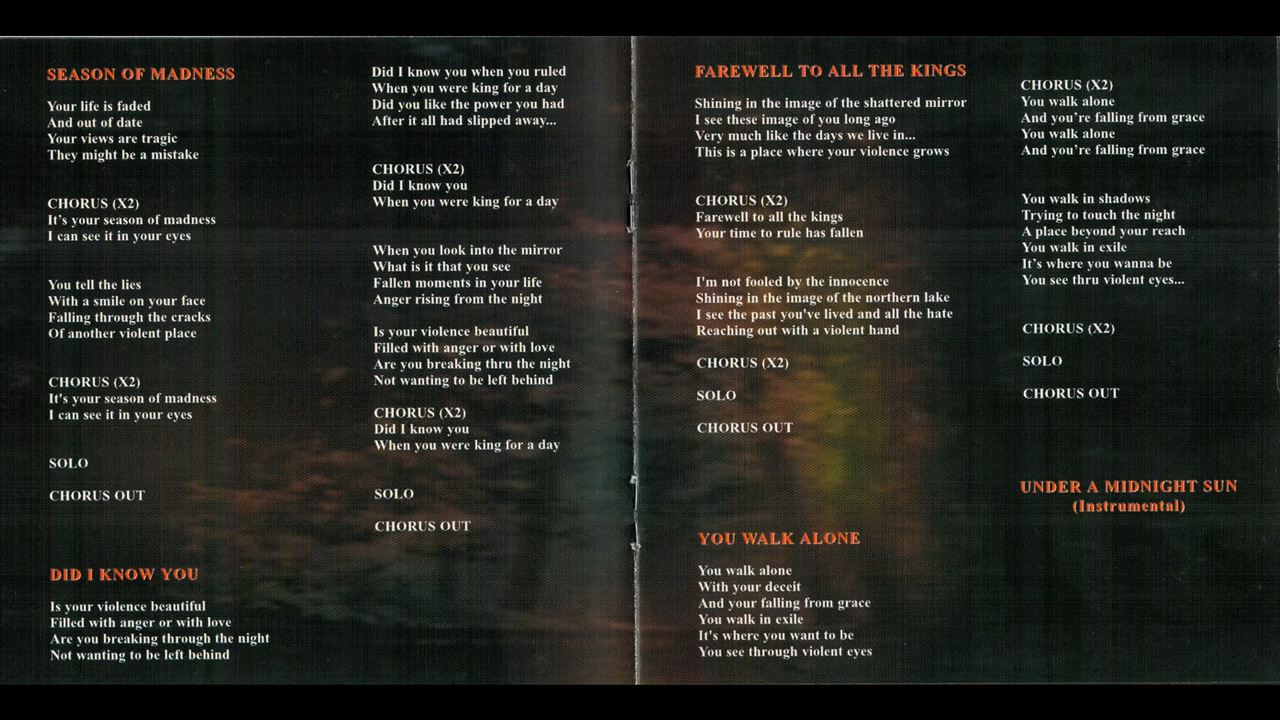 SEASON OF MADNESS
Your life is faded
And out of date
Your views are tragic
They might be a mistake
CHORUS (X2)
It's your season of madness
I can see it in your eyes
You tell the lies
With a smile on your face
Falling through the cracks
Of another violent place
CHORUS (X2)
It's your season of madness
I can see it in your eyes
SOLO
CHORUS OUT
DID I KNOW YOU
Is your violence beautiful
Filled with anger or with love
Are you breaking through the night
Not wanting to be left behind
Did I know you when you ruled
When you were king for a day
Did you like the power you had
After it all had slipped away...
CHORUS (X2)
Did I know you
When you were king for a day
When you look into the mirror
What is it that you see
Fallen moments in your life
Anger rising from the night
Is your violence beautiful
Filled with anger or with love
Are you breaking thru the night
Not wanting to be left behind
CHORUS (X2)
Did I know you
When you were king for a day
SOLO
CHORUS OUT
FAREWELL TO ALL THE KINGS
Shining in the image of the shattered mirror
I see these image of you long ago
Very much like the days we live in...
This is a place where your violence grows
CHORUS (X2)
Farewell to all the kings
Your time to rule has fallen
I'm not fooled by the innocence
Shining in the image of the northern lake
I see the past you've lived and all the hate
Reaching out with a violent hand
CHORUS (X2)
SOLO
CHORUS OUT
YOU WALK ALONE
You walk alone
With your deceit
And your falling from grace
You walk in exile
It's where you want to be
You see through violent eyes
CHORUS (X2)
You walk alone
And you're falling from grace
You walk alone
And you're falling from grace
You walk in shadows
Trying to touch the night
A place beyond your reach
You walk in exile
It's where you wanna be
You see thru violent eyes...
CHORUS (X2)
SOLO
CHORUS OUT
UNDER A MIDNIGHT SUN
(Instrumental)